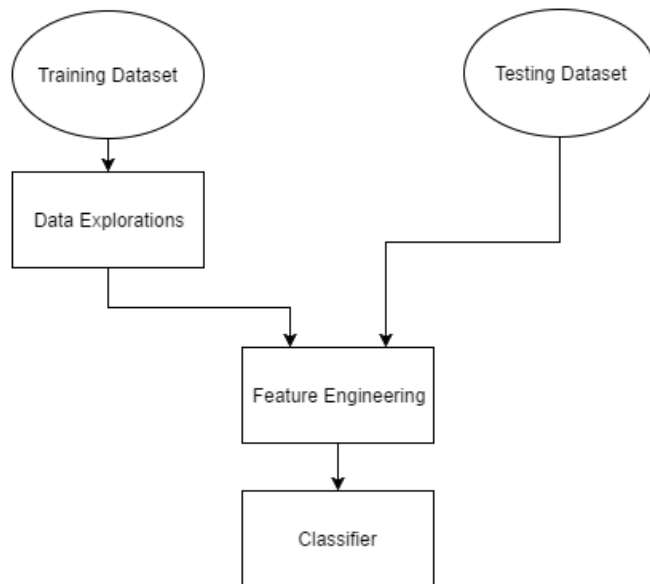 Training Dataset
Testing Dataset
Data Explorations
Feature Engineering
Classifier